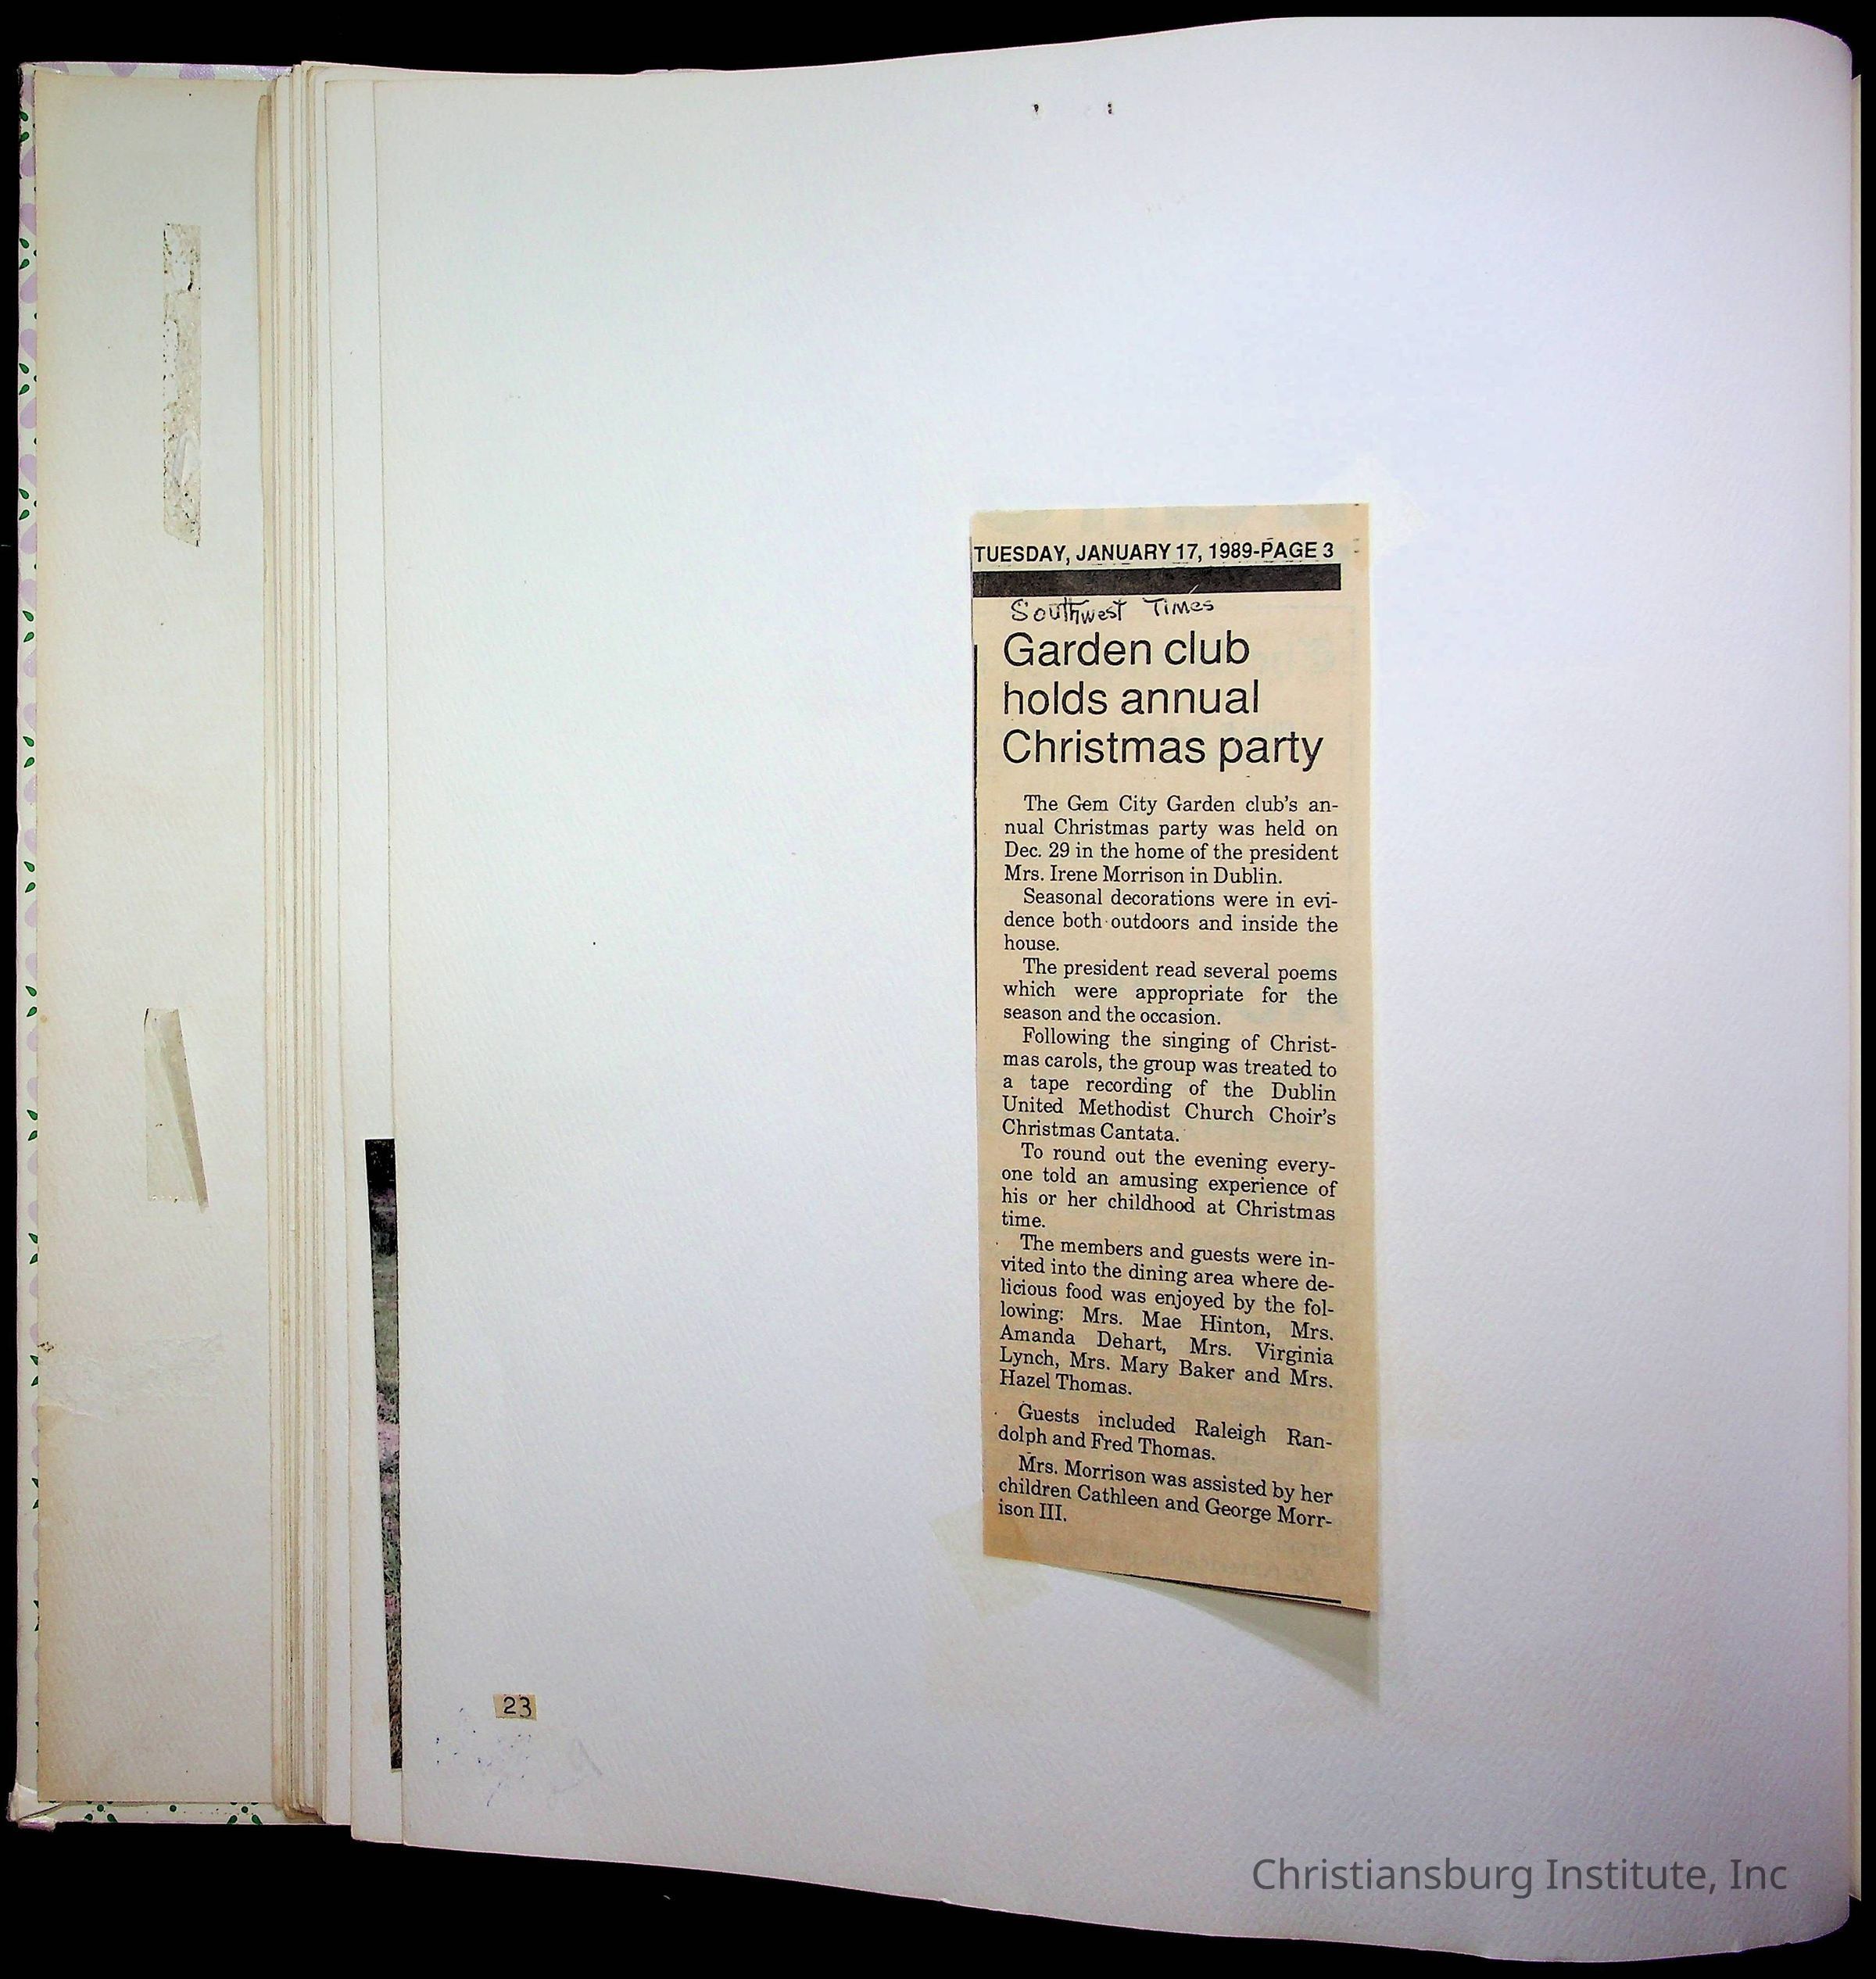 TUESDAY, JANUARY 17, 1989-PAGE 3
Southwest Times
Garden club
holds annual
Christmas party
The Gem City Garden club's an-
nual Christmas party was held on
Dec. 29 in the home of the president
Mrs. Irene Morrison in Dublin.
Seasonal decorations were in evi-
dence both outdoors and inside the
house.
The president read several poems
which were appropriate for the
season and the occasion.
Following the singing of Christ-
mas carols, the group was treated to
a tape recording of the Dublin
United Methodist Church Choir's
Christmas Cantata.
To round out the evening every-
one told an amusing experience of
his or her childhood at Christmas
time.
The members and guests were in-
vited into the dining area where de-
licious food was enjoyed by the fol-
lowing: Mrs. Mae Hinton, Mrs.
Amanda Dehart, Mrs. Virginia
Lynch, Mrs. Mary Baker and Mrs.
Hazel Thomas.
Guests included Raleigh Ran-
dolph and Fred Thomas.
Mrs. Morrison was assisted by her
children Cathleen and George Morr-
ison III.
23
Christiansburg Institute, Inc